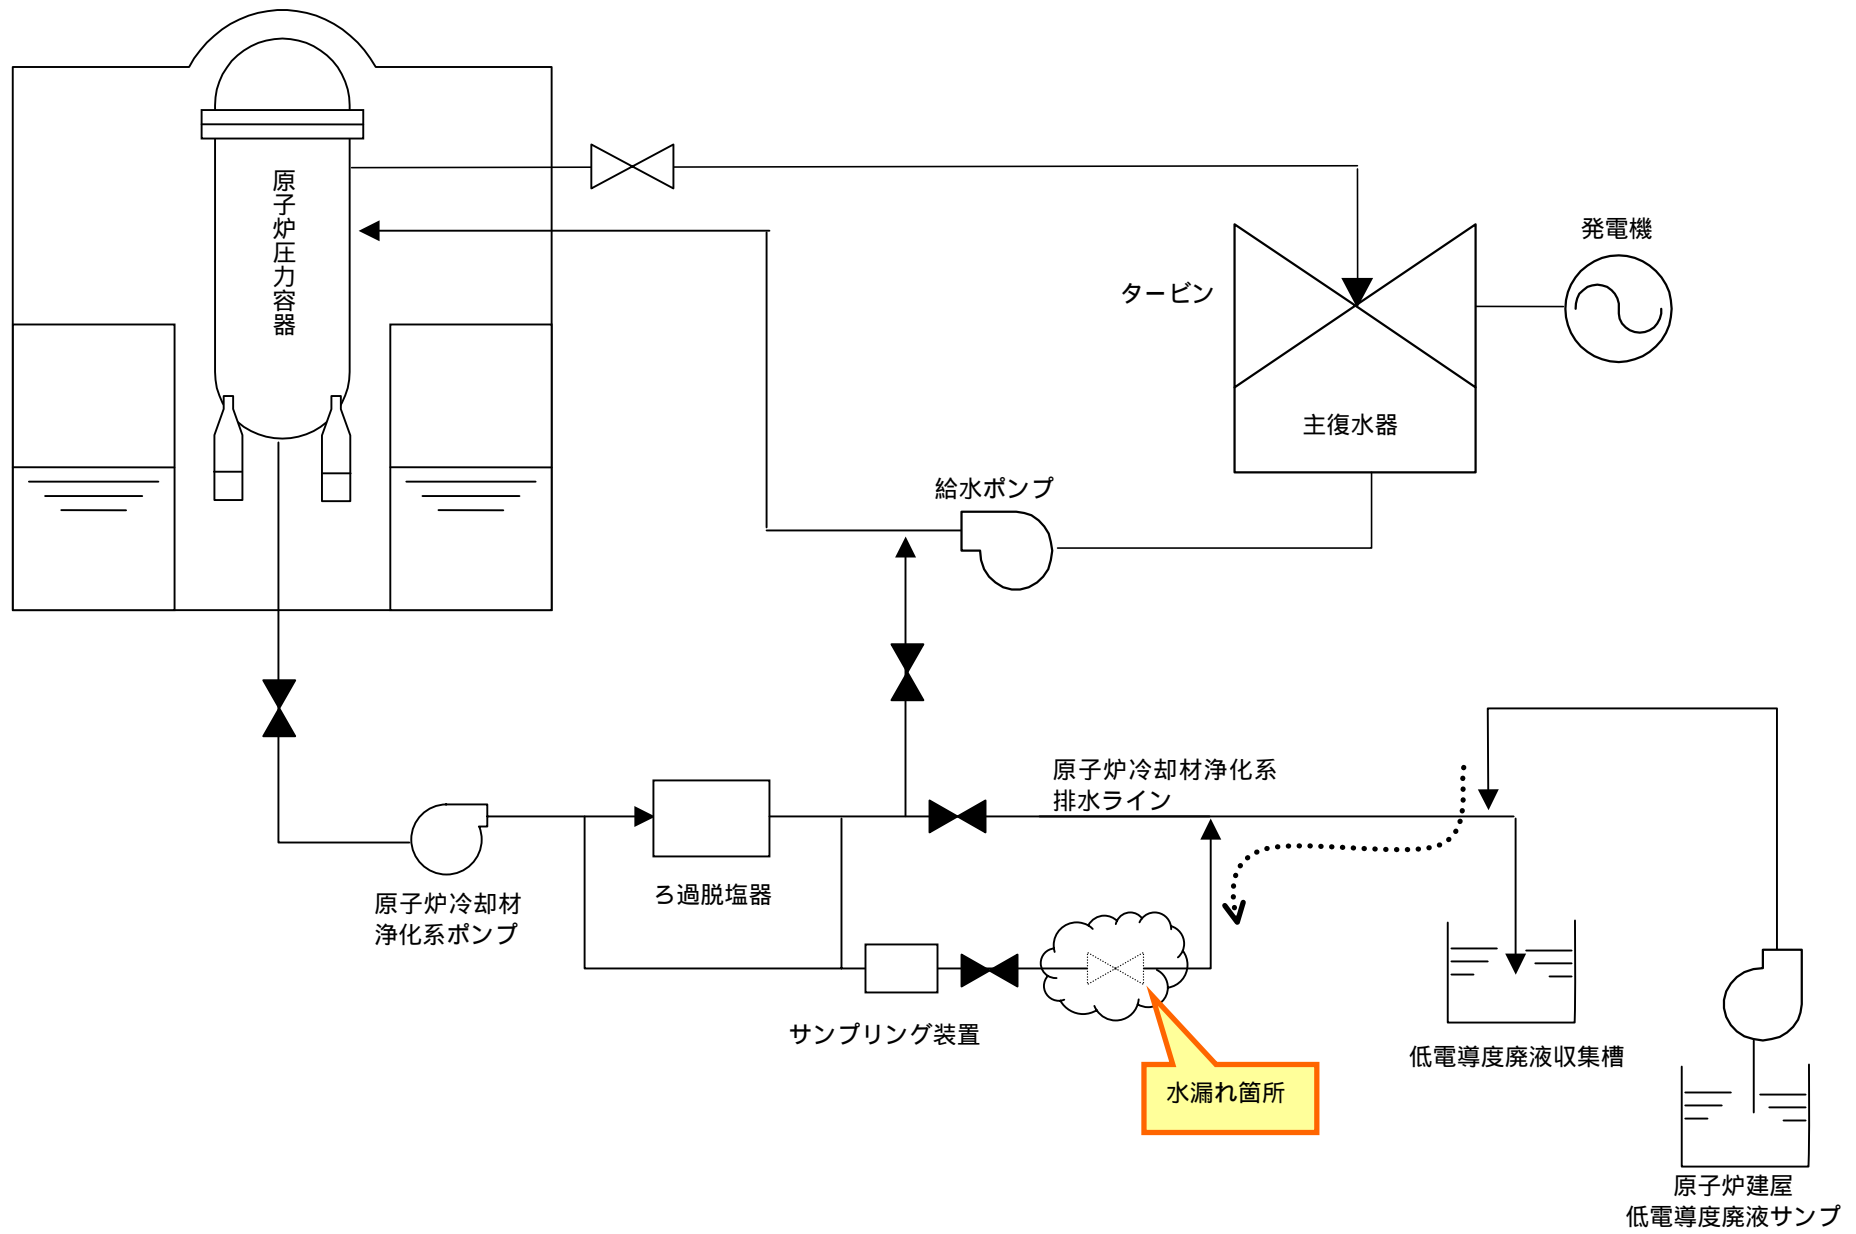 原子炉圧力容器
発電機
タービン
主復水器
給水ポンプ
原子炉冷却材浄化系
排水ライン
ろ過脱塩器
原子炉冷却材
浄化系ポンプ
サンプリング装置
水漏れ箇所
低電導度廃液収集槽
原子炉建屋
低電導度廃液サンプ